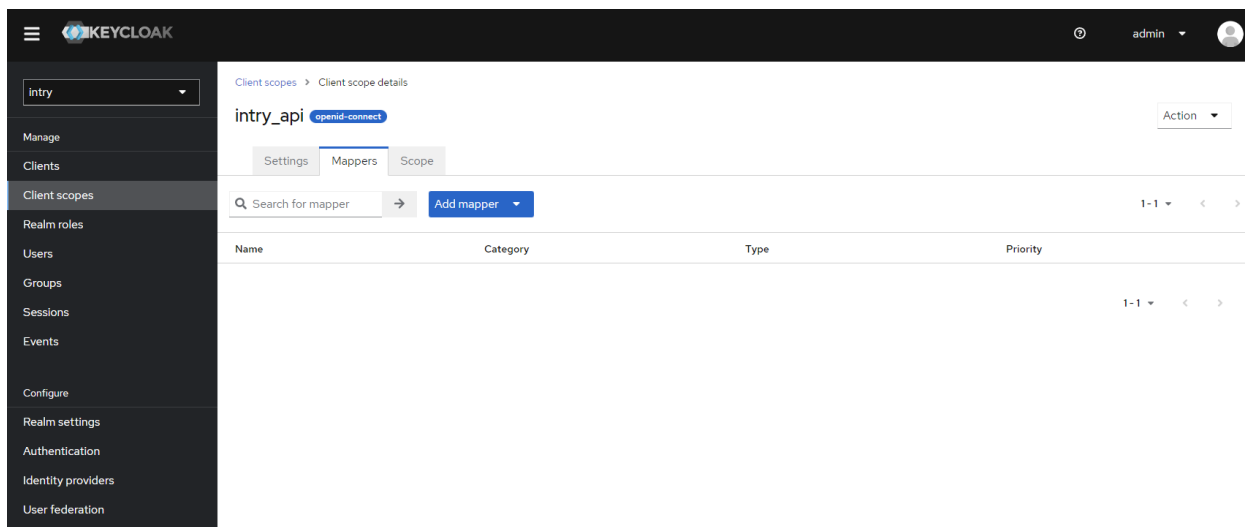 KEYCLOAK
admin
intry
Manage
Clients
Client scopes
Realm roles
Users
Groups
Sessions
Events
Configure
Realm settings
Authentication
Identity providers
User federation
Client scopes > Client scope details
intry_api openid-connect
Action
Settings Mappers Scope
Search for mapper Add mapper 1-1
Name Category Type Priority
1-1